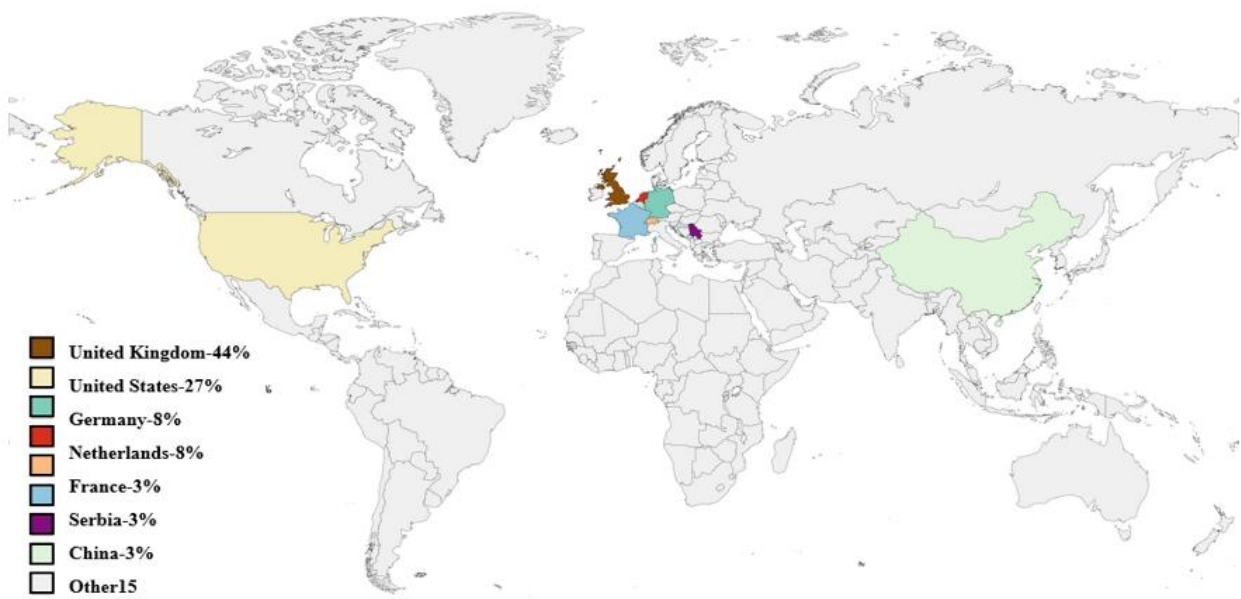 United Kingdom-44%
United States-27%
Germany-8%
Netherlands-8%
France-3%
Serbia-3%
China-3%
Other15